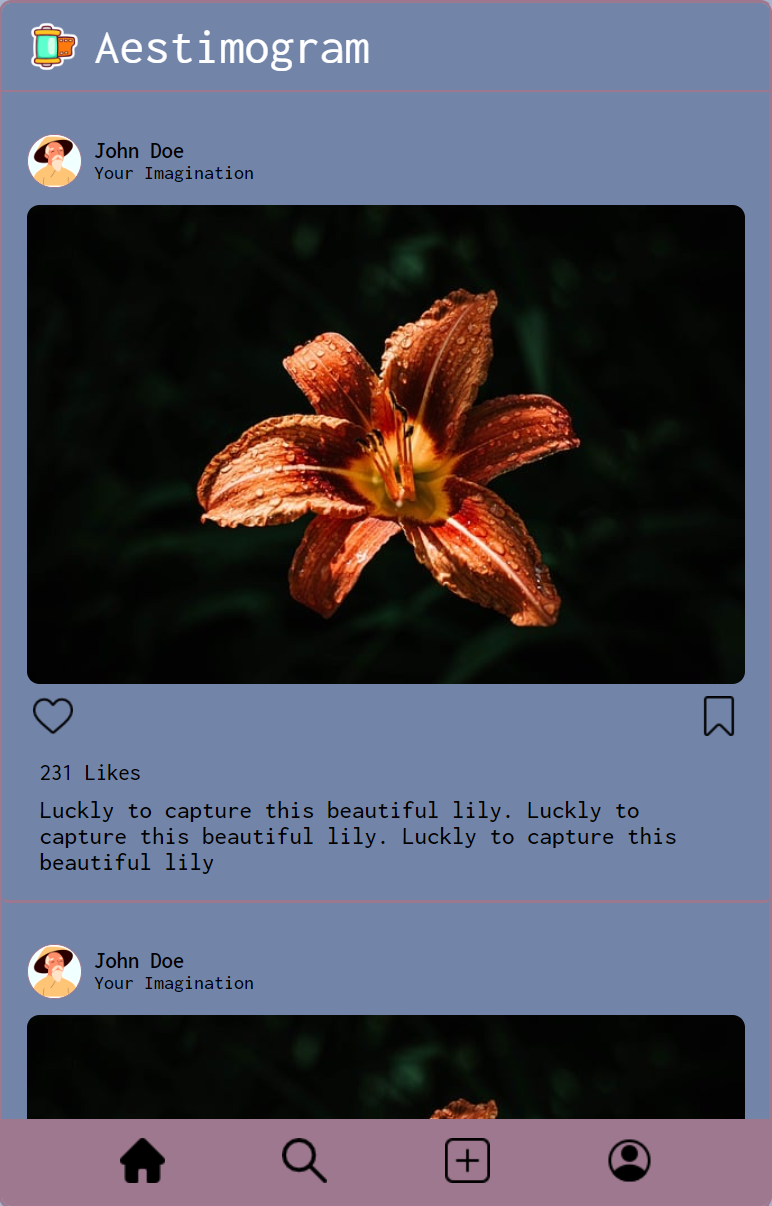 Aestimogram
John Doe
Your Imagination
231 Likes
Luckly to capture this beautiful lily. Luckly to
capture this beautiful lily. Luckly to capture this
beautiful lily
John Doe
Your Imagination